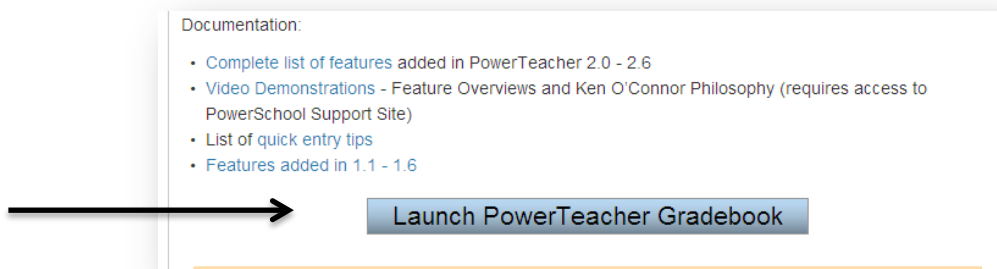 Documentation:
• Complete list of features added in PowerTeacher 2.0 - 2.6
• Video Demonstrations - Feature Overviews and Ken O'Connor Philosophy (requires access to
PowerSchool Support Site)
• List of quick entry tips
• Features added in 1.1 - 1.6
Launch PowerTeacher Gradebook